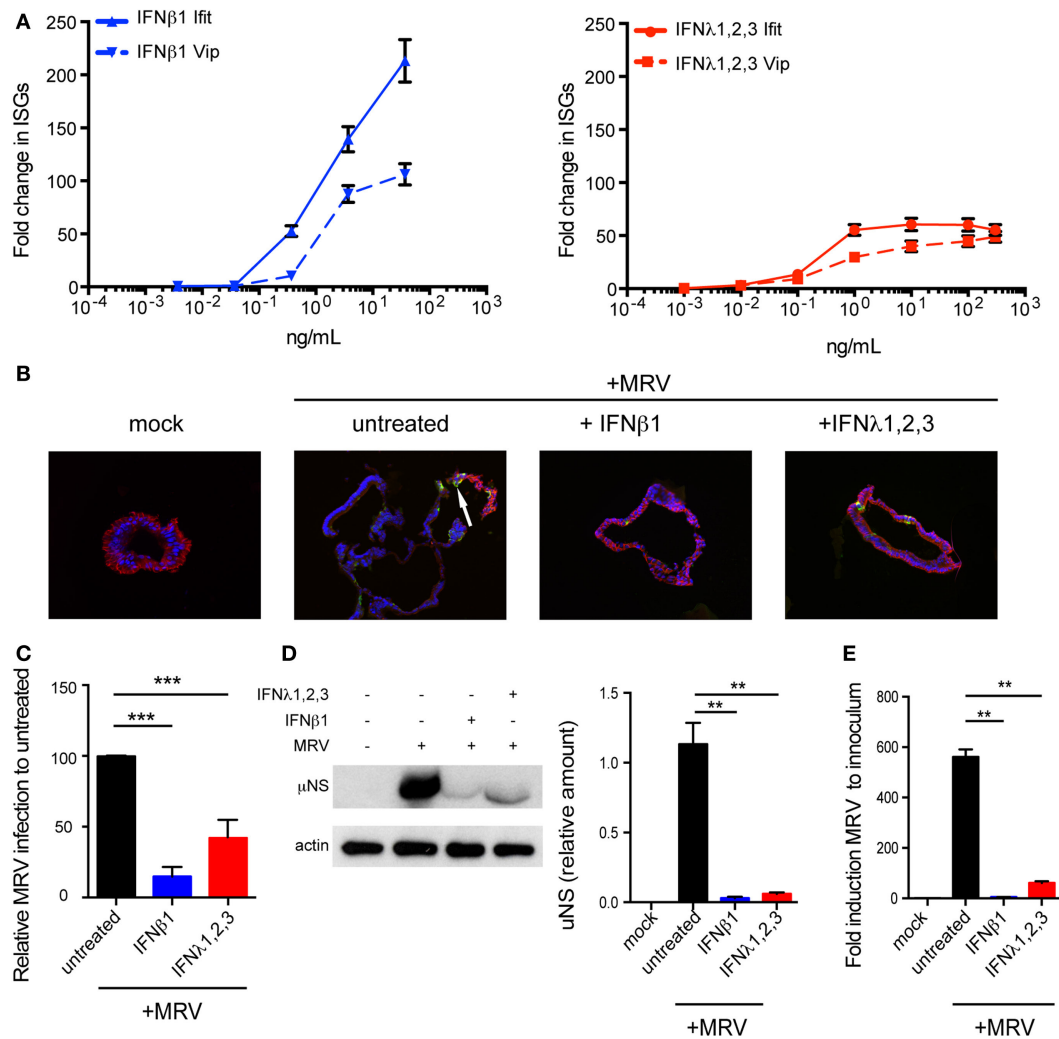 A
IFNβ1 Ifit
IFNβ1 Vip
Fold change in ISGs
250
200
150
100
50
0
10⁻⁴ 10⁻³ 10⁻² 10⁻¹ 10⁰ 10¹ 10² 10³
ng/mL
IFNλ1,2,3 Ifit
IFNλ1,2,3 Vip
Fold change in ISGs
250
200
150
100
50
0
10⁻⁴ 10⁻³ 10⁻² 10⁻¹ 10⁰ 10¹ 10² 10³
ng/mL
B
+MRV
mock untreated + IFNβ1 +IFNλ1,2,3
C
Relative MRV infection to untreated
150
100
50
0
***
***
untreated
IFNβ1
IFNλ1,2,3
+MRV
D
IFNλ1,2,3 - - - +
IFNβ1 - - + -
MRV - + + +
μNS
actin
uNS (relative amount)
1.5
1.0
0.5
0.0
**
**
mock
untreated
IFNβ1
IFNλ1,2,3
+MRV
E
Fold induction MRV to innoculum
800
600
400
200
0
**
**
mock
untreated
IFNβ1
IFNλ1,2,3
+MRV